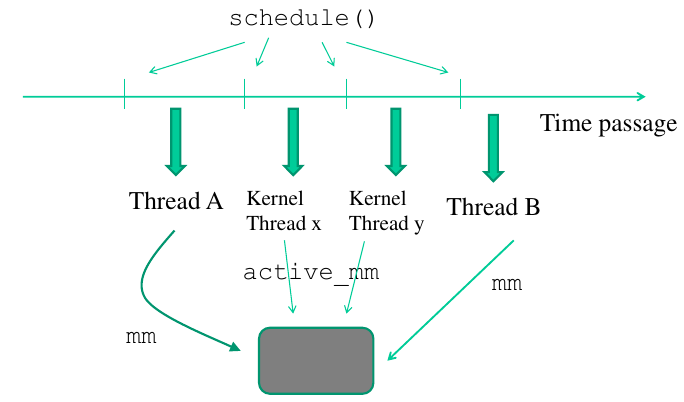 schedule()
Time passage
Thread A
Kernel
Thread x
Kernel
Thread y
Thread B
active_mm
mm
mm